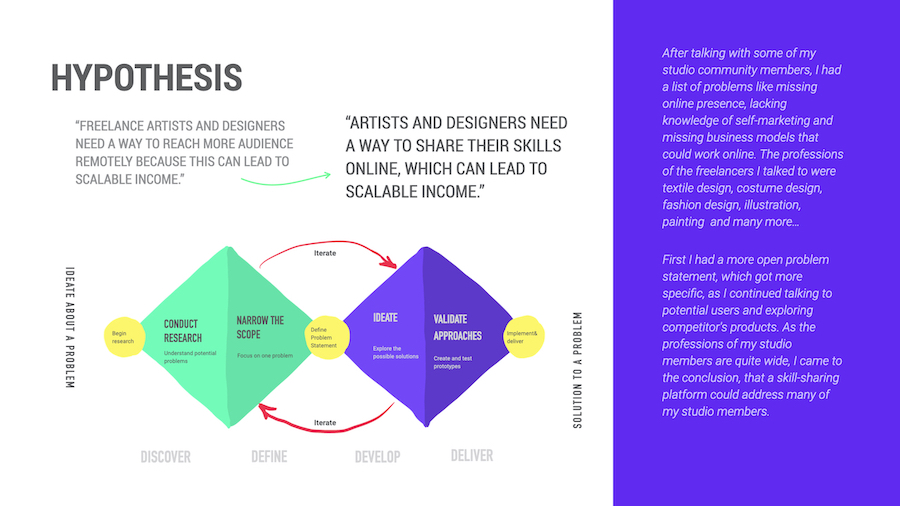 HYPOTHESIS
“FREELANCE ARTISTS AND DESIGNERS
NEED A WAY TO REACH MORE AUDIENCE
REMOTELY BECAUSE THIS CAN LEAD TO
SCALABLE INCOME.”
“ARTISTS AND DESIGNERS NEED
A WAY TO SHARE THEIR SKILLS
ONLINE, WHICH CAN LEAD TO
SCALABLE INCOME.”
IDEATE ABOUT A PROBLEM
Begin
research
CONDUCT
RESEARCH
Understand potential
problems
NARROW THE
SCOPE
Focus on one problem
Iterate
Define
Problem
Statement
Iterate
IDEATE
Explore the
possible solutions
VALIDATE
APPROACHES
Create and test
prototypes
Implement&
deliver
SOLUTION TO A PROBLEM
DISCOVER
DEFINE
DEVELOP
DELIVER
After talking with some of my
studio community members, I had
a list of problems like missing
online presence, lacking
knowledge of self-marketing and
missing business models that
could work online. The professions
of the freelancers I talked to were
textile design, costume design,
fashion design, illustration,
painting and many more...
First I had a more open problem
statement, which got more
specific, as I continued talking to
potential users and exploring
competitor's products. As the
professions of my studio
members are quite wide, I came to
the conclusion, that a skill-sharing
platform could address many of
my studio members.